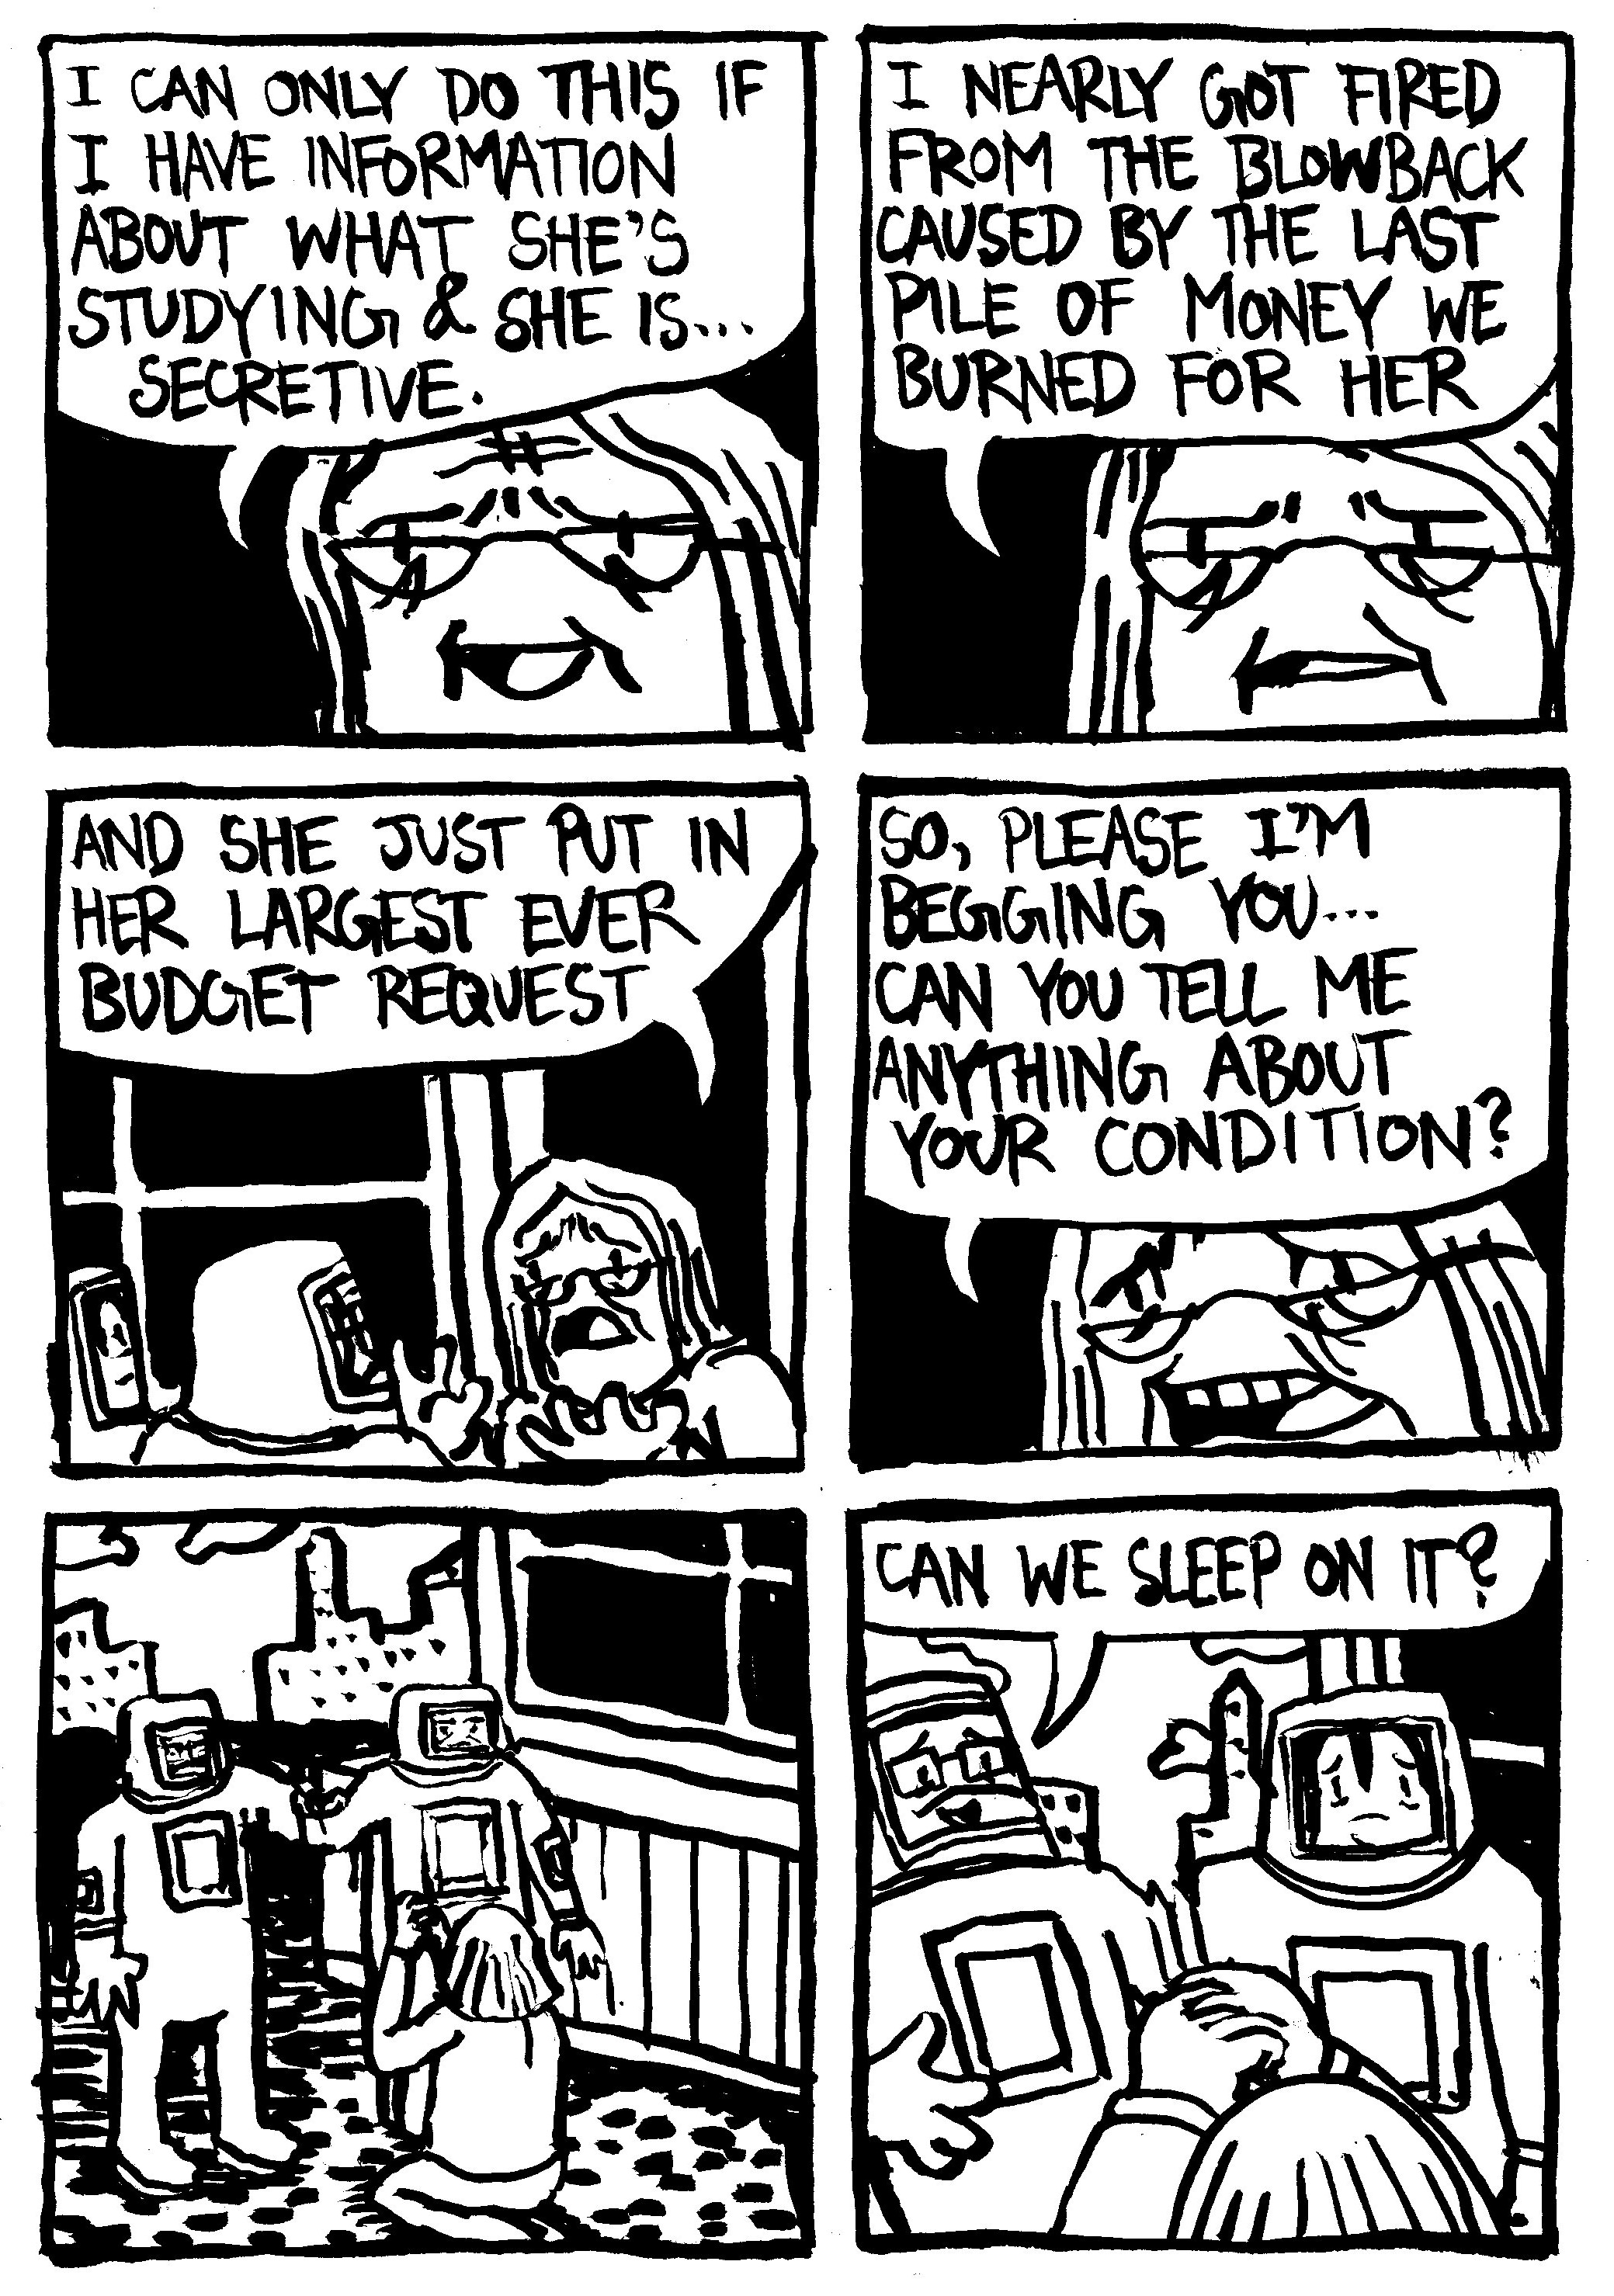 I CAN ONLY DO THIS IF
I HAVE INFORMATION
ABOUT WHAT SHE'S
STUDYING & SHE IS...
SECRETIVE.
I NEARLY GOT FIRED
FROM THE BLOWBACK
CAUSED BY THE LAST
PILE OF MONEY WE
BURNED FOR HER
AND SHE JUST PUT IN
HER LARGEST EVER
BUDGET REQUEST
SO, PLEASE I'M
BEGGING YOU...
CAN YOU TELL ME
ANYTHING ABOUT
YOUR CONDITION?
CAN WE SLEEP ON IT?